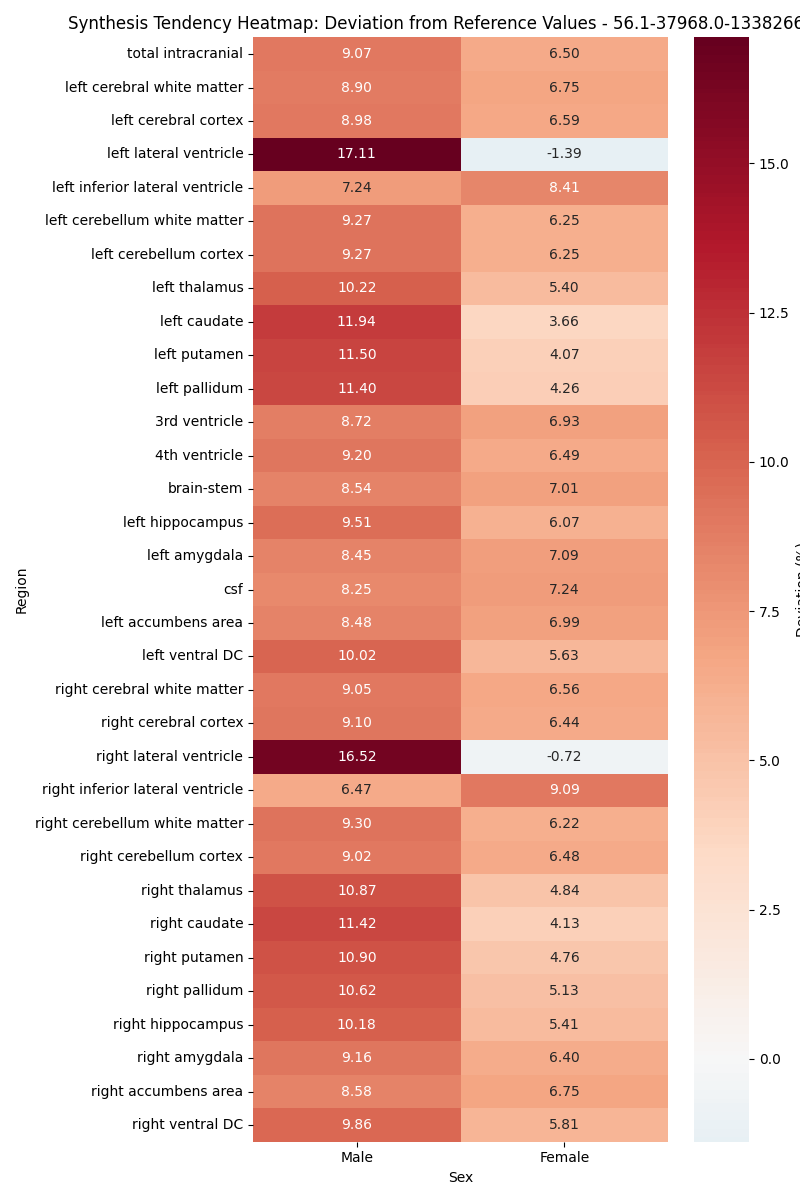 Synthesis Tendency Heatmap: Deviation from Reference Values - 56.1-37968.0-1338266
total intracranial 9.07 6.50
left cerebral white matter 8.90 6.75
left cerebral cortex 8.98 6.59
left lateral ventricle 17.11 -1.39
left inferior lateral ventricle 7.24 8.41
left cerebellum white matter 9.27 6.25
left cerebellum cortex 9.27 6.25
left thalamus 10.22 5.40
left caudate 11.94 3.66
left putamen 11.50 4.07
left pallidum 11.40 4.26
3rd ventricle 8.72 6.93
4th ventricle 9.20 6.49
brain-stem 8.54 7.01
left hippocampus 9.51 6.07
left amygdala 8.45 7.09
csf 8.25 7.24
left accumbens area 8.48 6.99
left ventral DC 10.02 5.63
right cerebral white matter 9.05 6.56
right cerebral cortex 9.10 6.44
right lateral ventricle 16.52 -0.72
right inferior lateral ventricle 6.47 9.09
right cerebellum white matter 9.30 6.22
right cerebellum cortex 9.02 6.48
right thalamus 10.87 4.84
right caudate 11.42 4.13
right putamen 10.90 4.76
right pallidum 10.62 5.13
right hippocampus 10.18 5.41
right amygdala 9.16 6.40
right accumbens area 8.58 6.75
right ventral DC 9.86 5.81
Male Female
Sex
Region
15.0
12.5
10.0
7.5
5.0
2.5
0.0
Deviation (%)